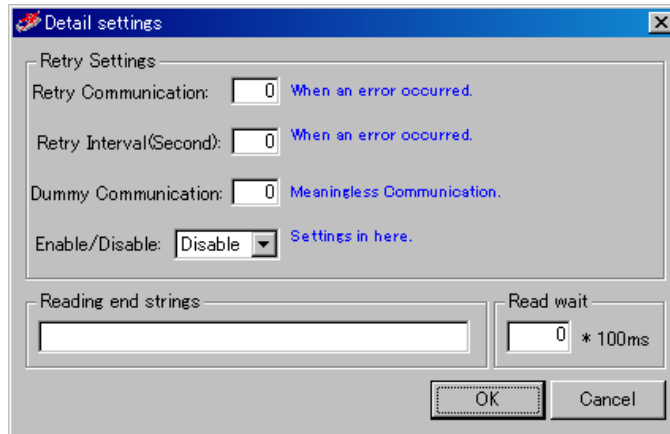 Detail settings
Retry Settings
Retry Communication: 0 When an error occurred.
Retry Interval(Second): 0 When an error occurred.
Dummy Communication: 0 Meaningless Communication.
Enable/Disable: Disable Settings in here.
Reading end strings
Read wait
0 * 100ms
OK Cancel